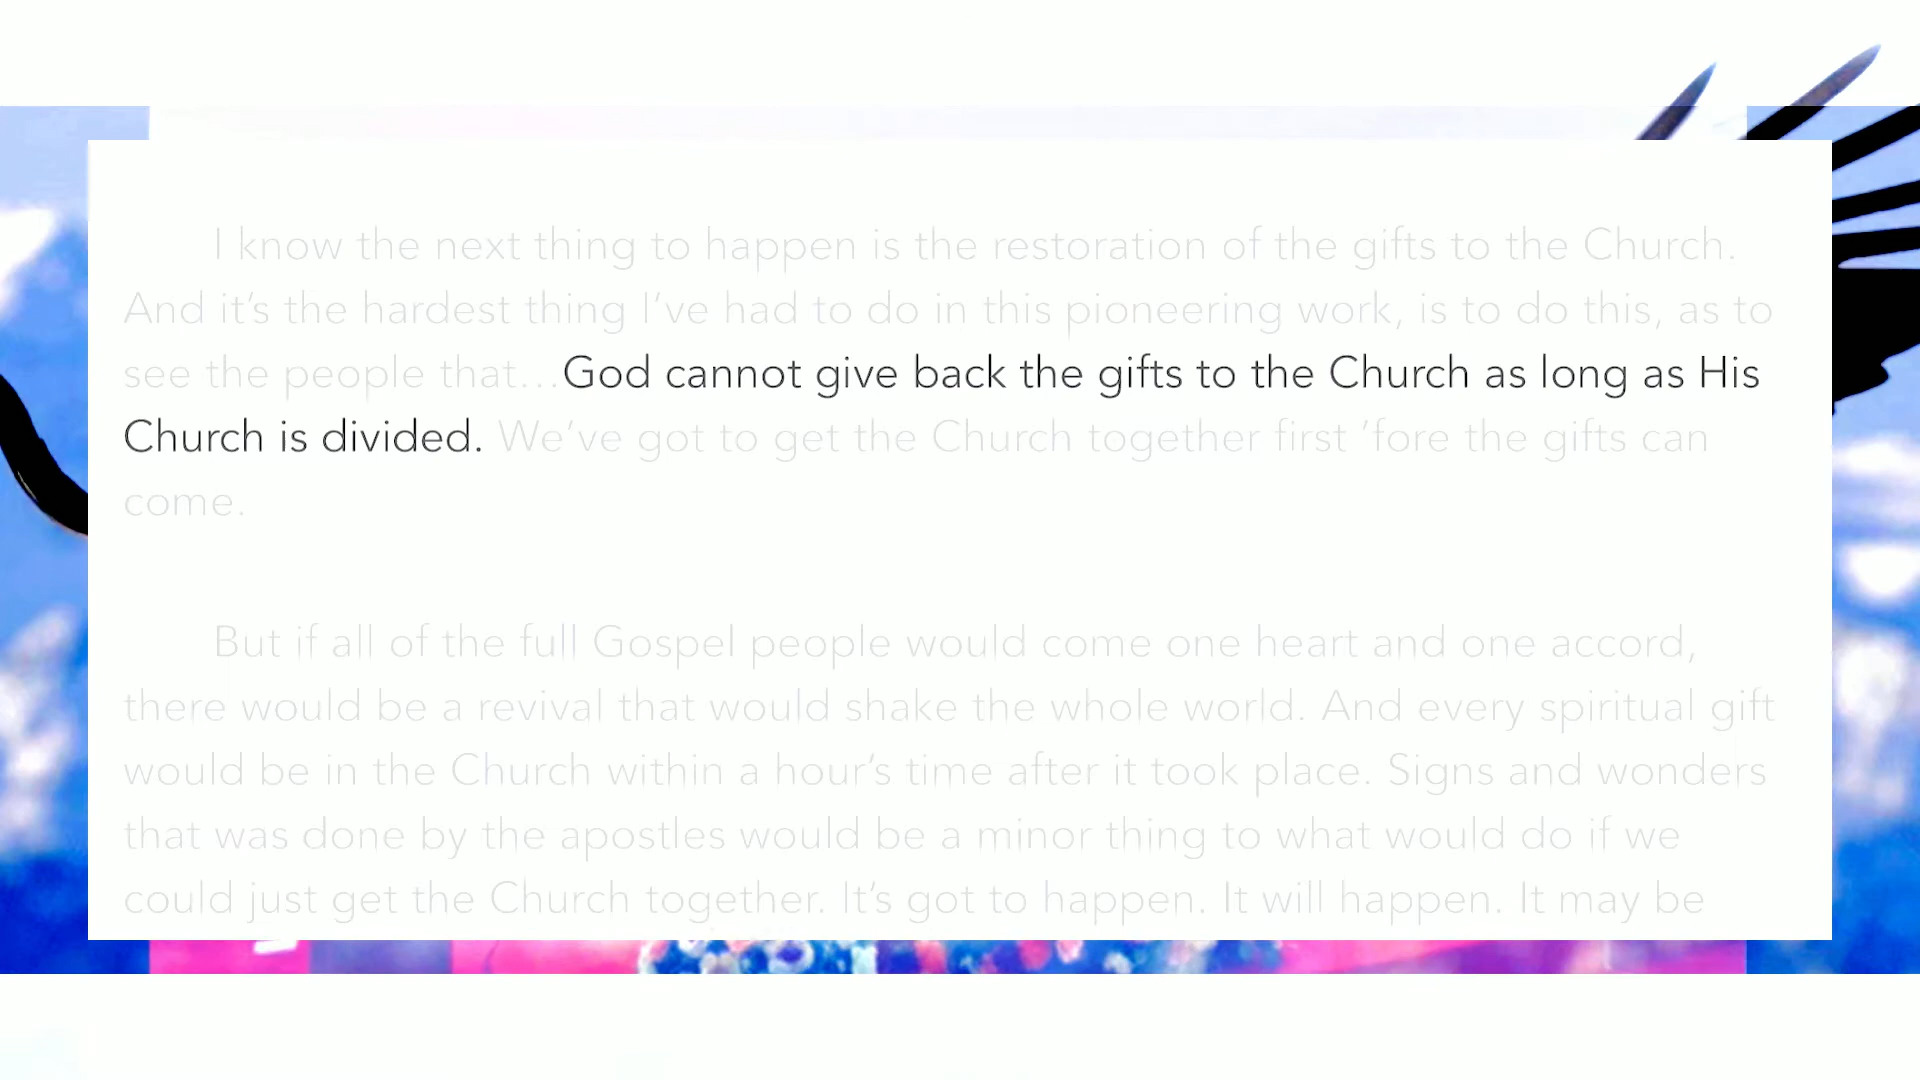 I know the next thing to happen is the restoration of the gifts to the Church.
And it’s the hardest thing I’ve had to do in this pioneering work, is to do this, as to
see the people that…God cannot give back the gifts to the Church as long as His
Church is divided. We’ve got to get the Church together first ’fore the gifts can
come.
But if all of the full Gospel people would come one heart and one accord,
there would be a revival that would shake the whole world. And every spiritual gift
would be in the Church within a hour’s time after it took place. Signs and wonders
that was done by the apostles would be a minor thing to what would do if we
could just get the Church together. It’s got to happen. It will happen. It may be